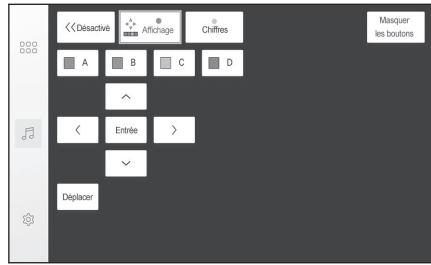 <<Désactivé
Affichage
Chiffres
Masquer
les boutons
A
B
C
D
Entrée
Déplacer